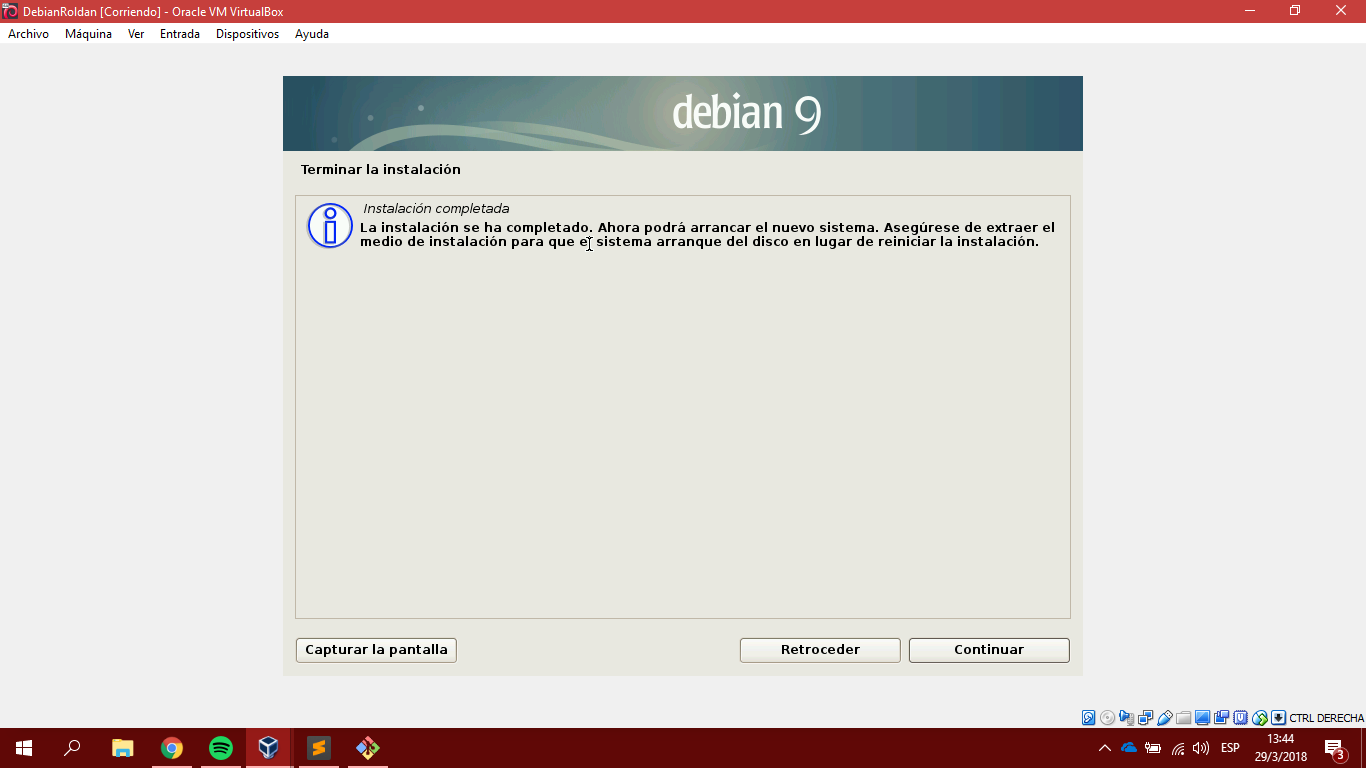 DebianRoldan [Corriendo] - Oracle VM VirtualBox
Archivo Máquina Ver Entrada Dispositivos Ayuda
debian 9
Terminar la instalación
Instalación completada
La instalación se ha completado. Ahora podrá arrancar el nuevo sistema. Asegúrese de extraer el
medio de instalación para que el sistema arranque del disco en lugar de reiniciar la instalación.
Capturar la pantalla Retroceder Continuar
CTRL DERECHA
ESP
13:44
29/3/2018
3